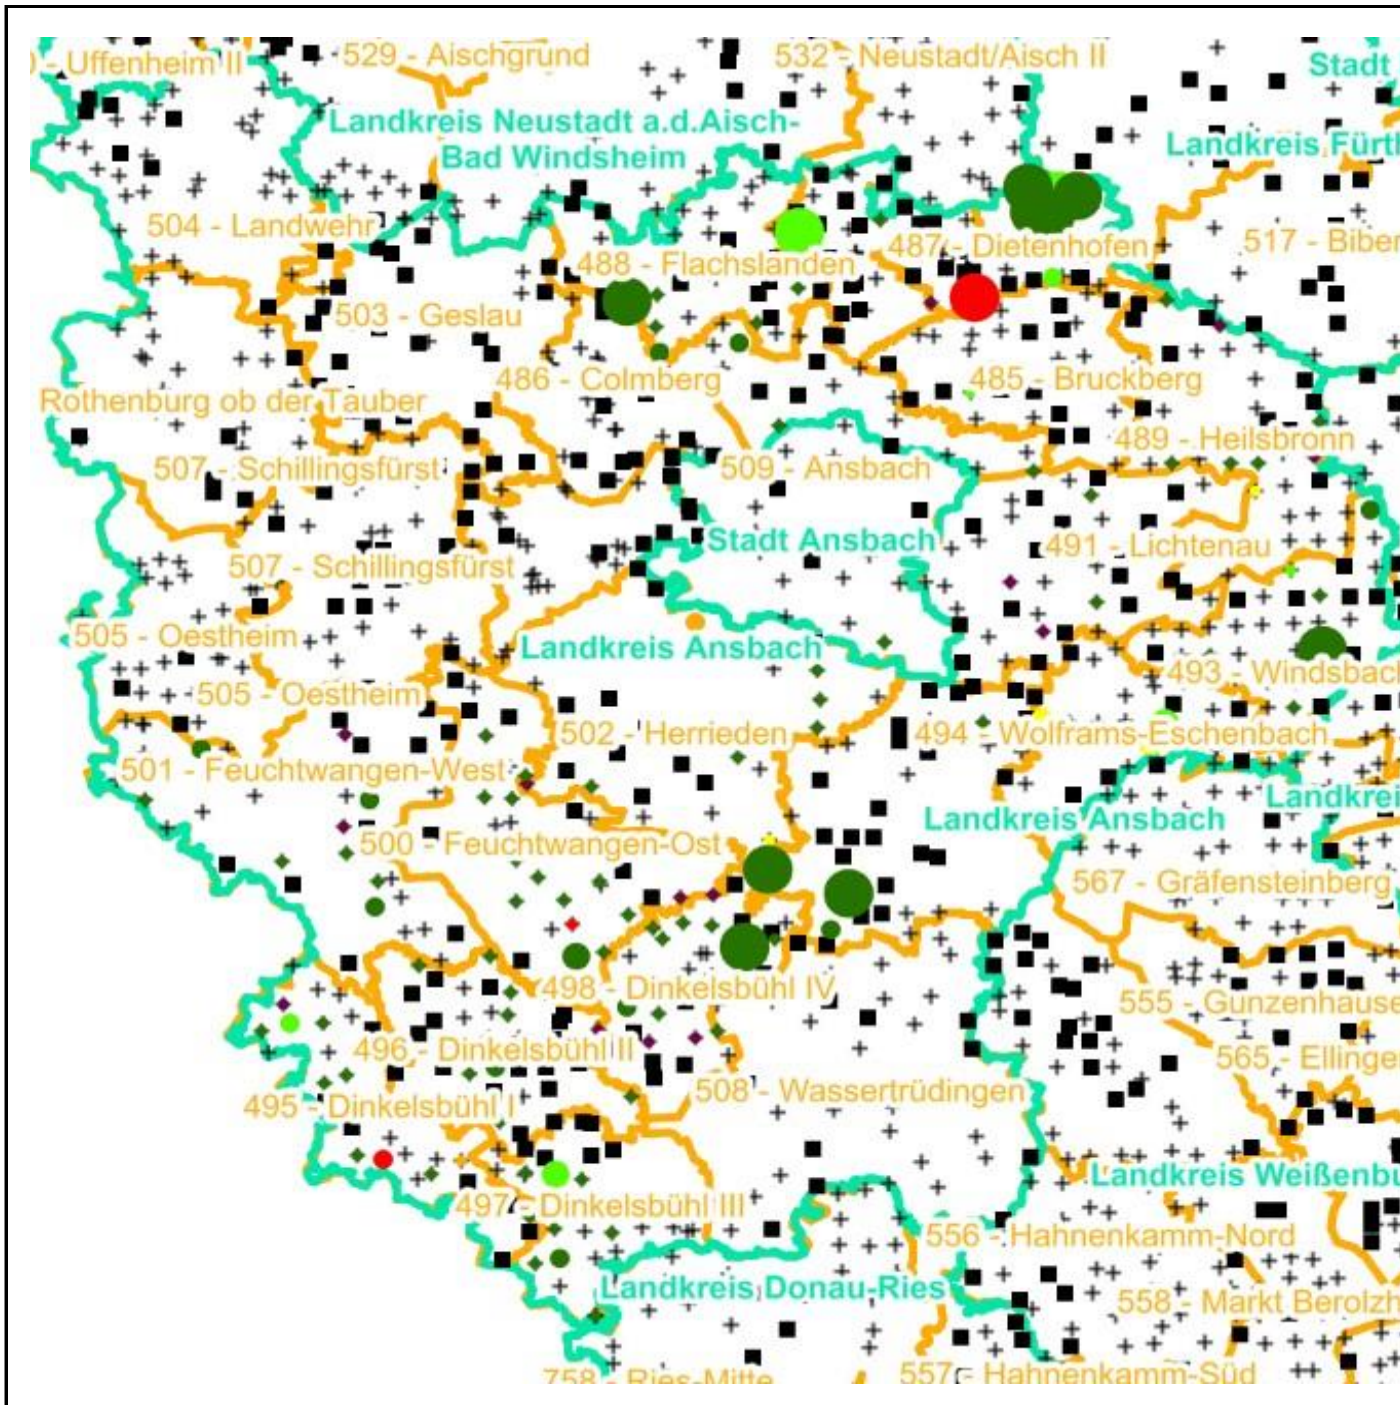 0 - Uffenheim II
529 - Aischgrund
532 - Neustadt/Aisch II
Stadt
Landkreis Neustadt a.d.Aisch-
Bad Windsheim
Landkreis Fürth
504 - Landwehr
487 - Dietenhofen
517 - Biber
488 - Flachslanden
503 - Geslau
486 - Colmberg
485 - Bruckberg
Rothenburg ob der Tauber
489 - Heilsbronn
507 - Schillingsfürst
509 - Ansbach
Stadt Ansbach
491 - Lichtenau
507 - Schillingsfürst
505 - Oestheim
Landkreis Ansbach
493 - Windsbach
505 - Oestheim
502 - Herrieden
494 - Wolframs-Eschenbach
501 - Feuchtwangen-West
Landkrei
Landkreis Ansbach
500 - Feuchtwangen-Ost
567 - Gräfensteinberg
498 - Dinkelsbühl IV
555 - Gunzenhaus
496 - Dinkelsbühl II
565 - Ellinge
508 - Wassertrüdingen
495 - Dinkelsbühl I
Landkreis Weißenbu
497 - Dinkelsbühl III
556 - Hahnenkamm-Nord
Landkreis Donau-Ries
558 - Markt Berolzh
758 - Ries-Mitte
557 - Hahnenkamm-Süd